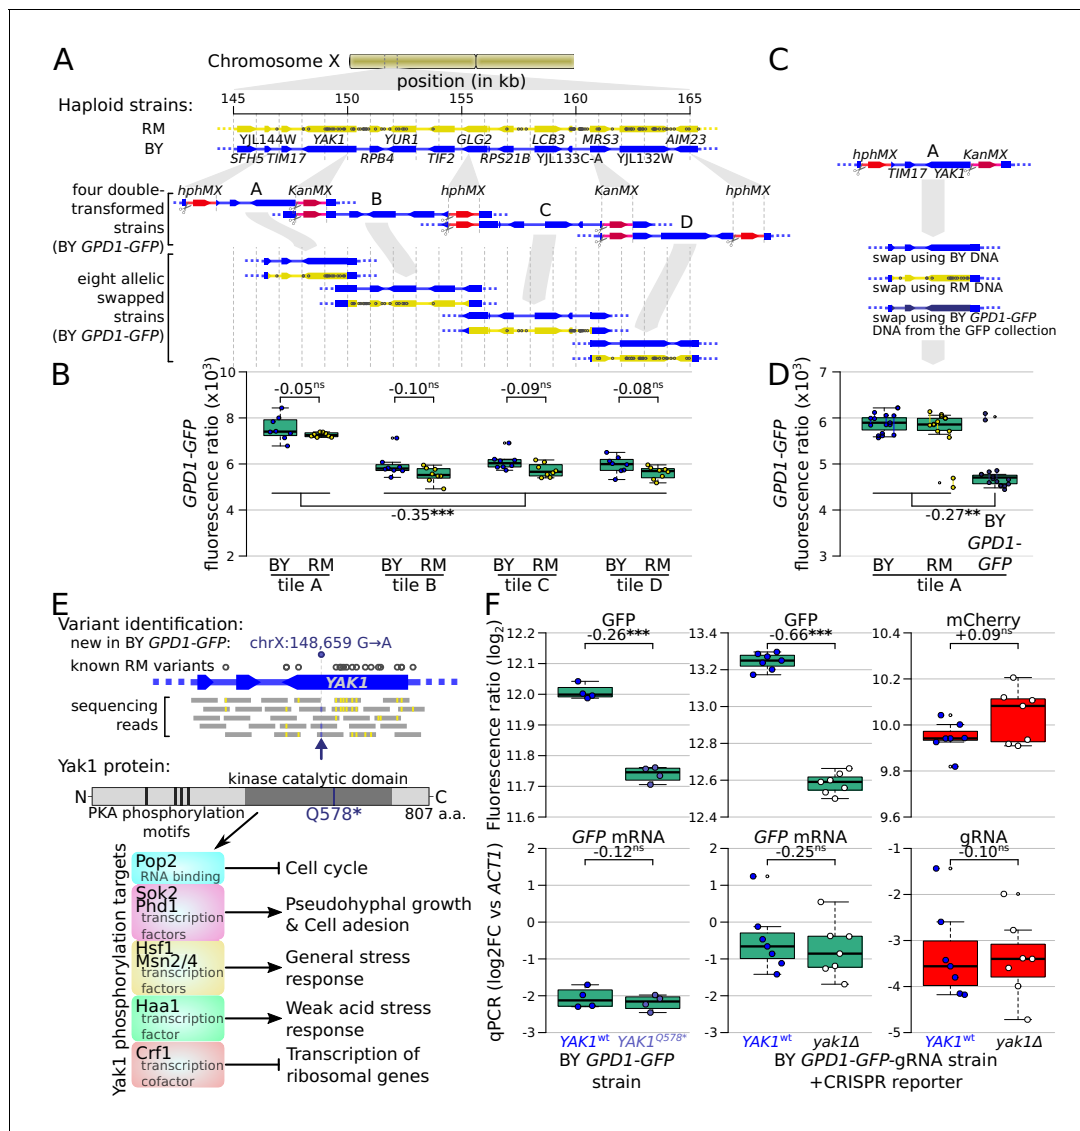 A
Chromosome X
position (in kb)
Haploid strains:
145 150 155 160 165
RM
YJL144W YAK1 YUR1 GLG2 LCB3 MRS3 AIM23
BY
SFH5 TIM17 RPB4 TIF2 RPS21B YJL133C-A YJL132W
four double-
transformed
strains
(BY GPD1-GFP)
hphMX A KanMX B hphMX C KanMX D hphMX
eight allelic
swapped
strains
(BY GPD1-GFP)
C
hphMX A KanMX
TIM17 YAK1
swap using BY DNA
swap using RM DNA
swap using BY GPD1-GFP
DNA from the GFP collection
B
GPD1-GFP
fluorescence ratio (x10³)
10
8
6
4
2
-0.05ns -0.10ns -0.09ns -0.08ns
-0.35***
BY RM BY RM BY RM BY RM
tile A tile B tile C tile D
D
GPD1-GFP
fluorescence ratio (x10³)
7
6
5
4
3
-0.27**
BY RM BY
GPD1-
GFP
tile A
E
Variant identification:
new in BY GPD1-GFP: chrX:148,659 G→A
known RM variants
YAK1
sequencing
reads
Yak1 protein:
kinase catalytic domain
N C
PKA phosphorylation
motifs
Q578*
807 a.a.
Yak1 phosphorylation targets
Pop2
RNA binding
Cell cycle
Sok2
Phd1
transcription
factors
Pseudohyphal growth
& Cell adesion
Hsf1
Msn2/4
transcription
factors
General stress
response
Haa1
transcription
factor
Weak acid stress
response
Crf1
transcription
cofactor
Transcription of
ribosomal genes
F
Fluorescence ratio (log₂)
GFP
-0.26***
12.2
12.1
12.0
11.9
11.8
11.7
11.6
GFP
-0.66***
13.4
13.2
13.0
12.8
12.6
12.4
mCherry
+0.09ns
10.4
10.2
10.0
9.8
9.6
qPCR (log2FC vs ACT1)
GFP mRNA
-0.12ns
2
1
0
-1
-2
-3
YAK1wt YAK1Q578*
BY GPD1-GFP
strain
GFP mRNA
-0.25ns
2
1
0
-1
-2
-3
YAK1wt yak1Δ
gRNA
-0.10ns
-1
-2
-3
-4
-5
YAK1wt yak1Δ
BY GPD1-GFP-gRNA strain
+CRISPR reporter